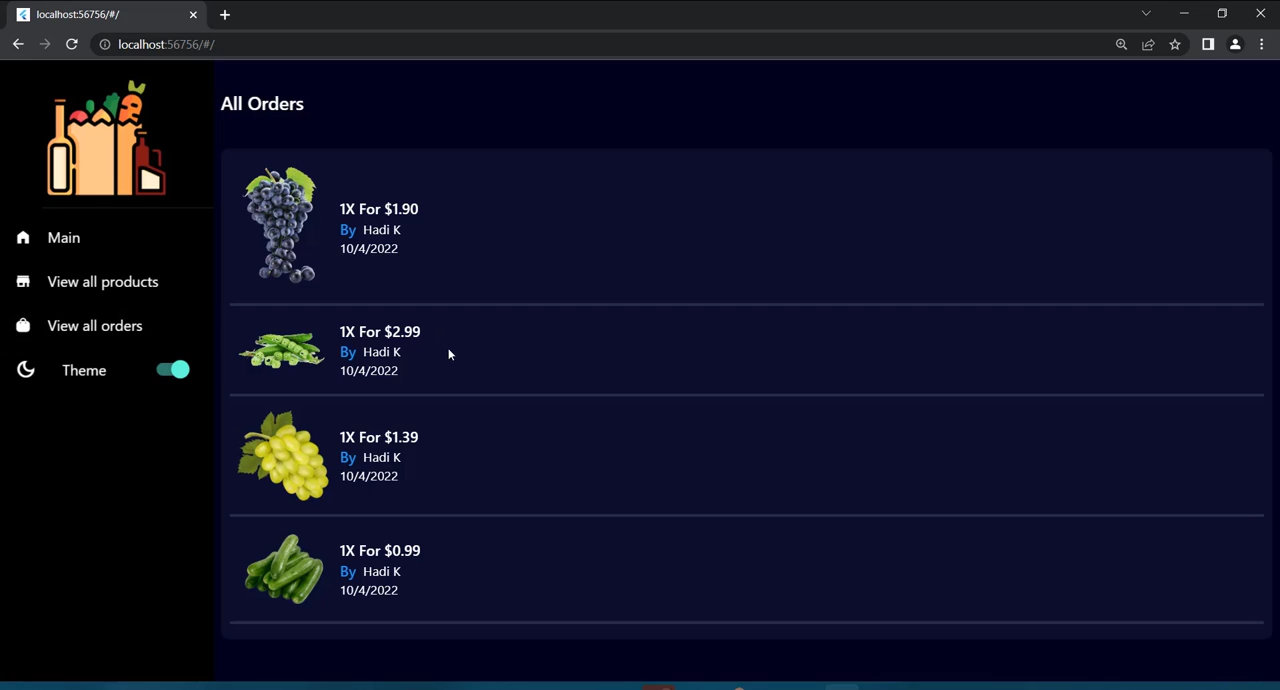 localhost:56756/#/
localhost:56756/#/
All Orders
Main
View all products
View all orders
Theme
1X For $1.90
By Hadi K
10/4/2022
1X For $2.99
By Hadi K
10/4/2022
1X For $1.39
By Hadi K
10/4/2022
1X For $0.99
By Hadi K
10/4/2022